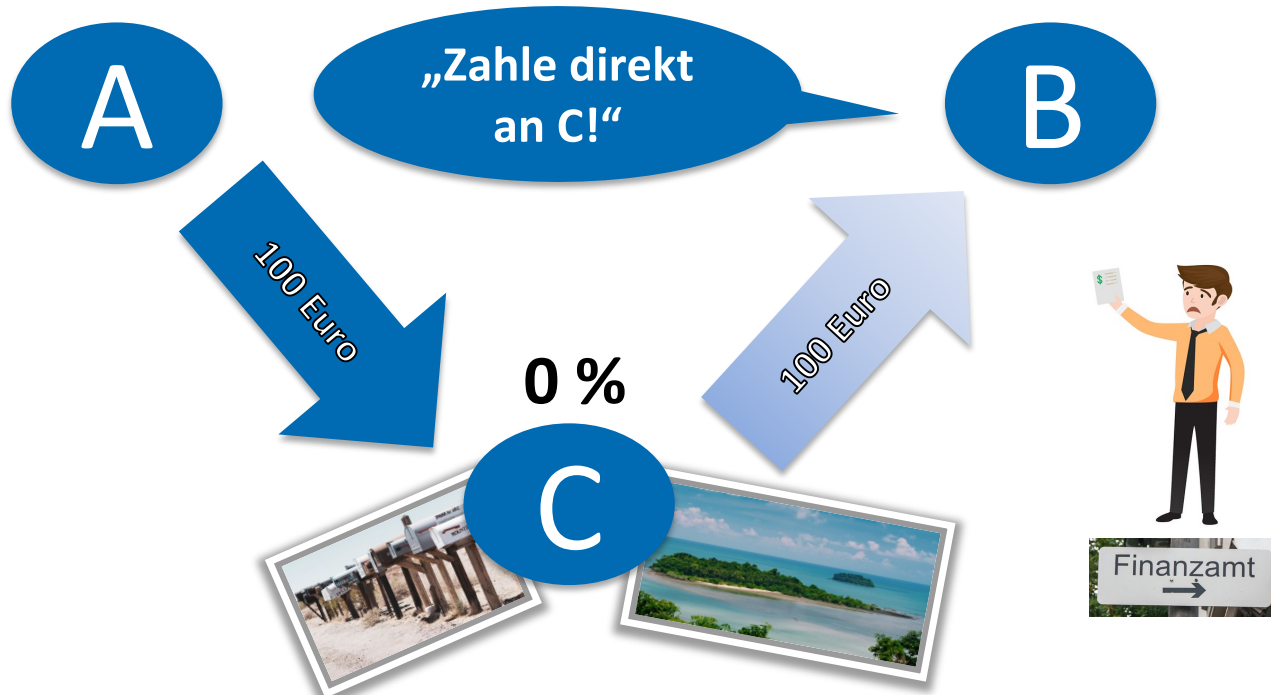 A
„Zahle direkt
an C!“
B
100 Euro
100 Euro
0 %
C
$
Finanzamt